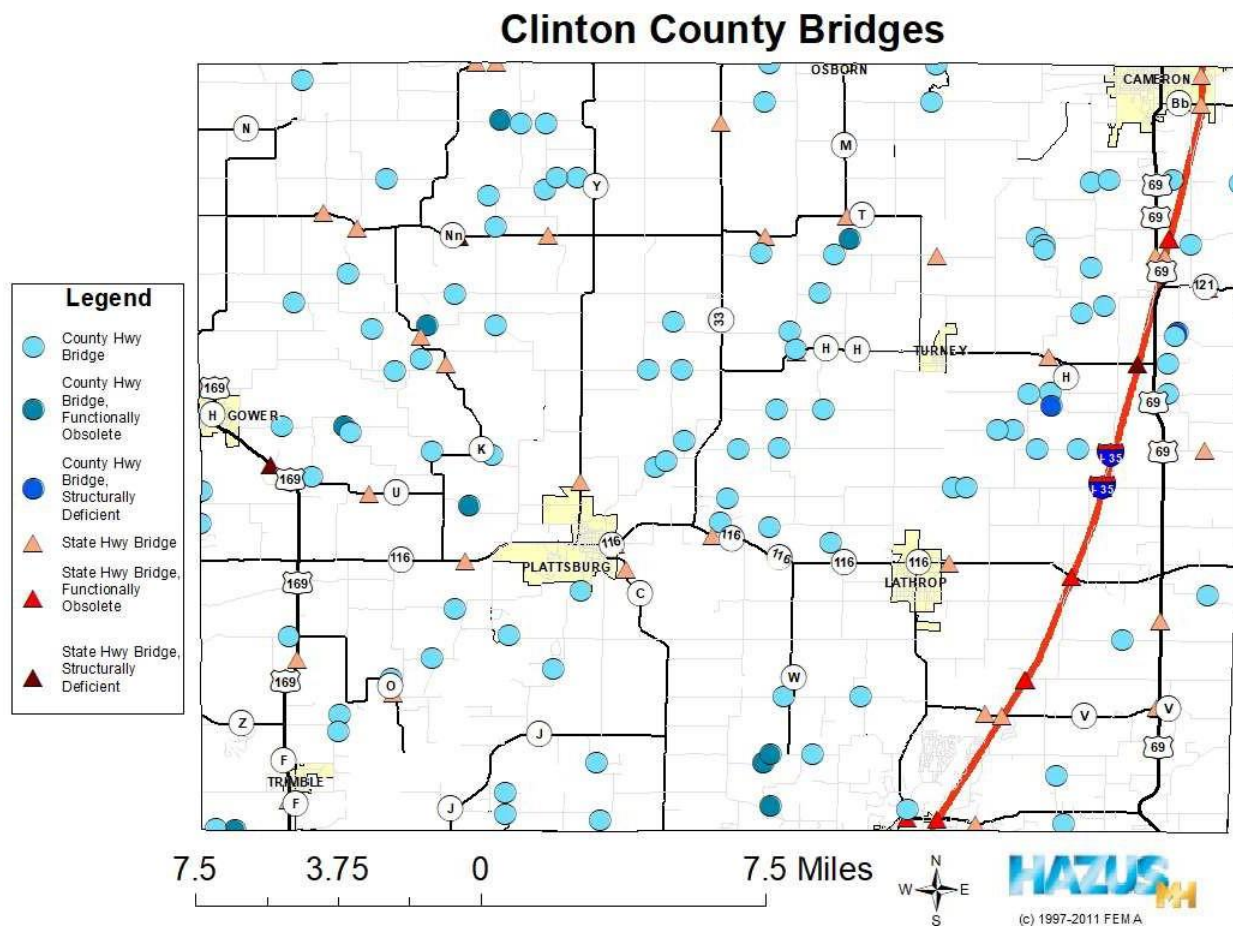 Clinton County Bridges
OSBORN
CAMERON
Bb
N
M
69
Y
T
69
Nn
69
121
33
H H
TURNEY
H
169
H GOWER
69
K
69
I-35
169
U
I-35
116
116
116
116
116
116
PLATTSBURG
LATHROP
169
C
W
169
O
Z
J
V
V
69
F
TRIMBLE
F
J
Legend
County Hwy
Bridge
County Hwy
Bridge,
Functionally
Obsolete
County Hwy
Bridge,
Structurally
Deficient
State Hwy Bridge
State Hwy Bridge,
Functionally
Obsolete
State Hwy Bridge,
Structurally
Deficient
7.5 3.75 0 7.5 Miles
N
W E
S
HAZUS
MH
(c) 1997-2011 FEMA